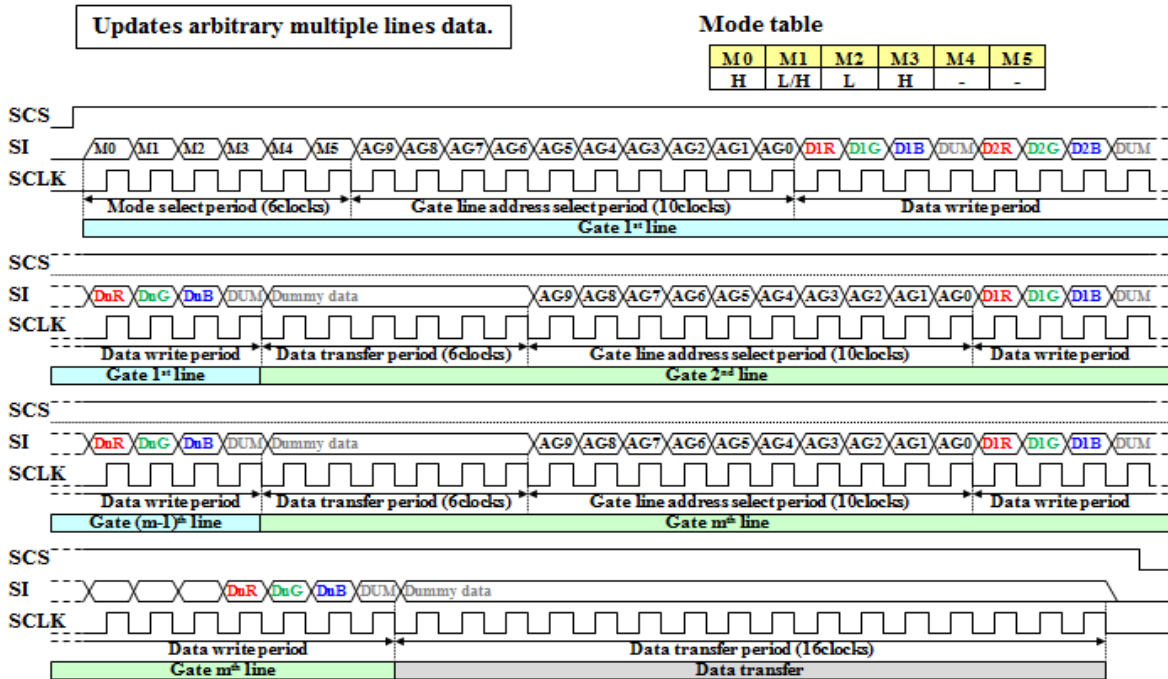 Updates arbitrary multiple lines data.
Mode table
M0 M1 M2 M3 M4 M5
H L/H L H - -
SCS
SI M0 M1 M2 M3 M4 M5 AG9 AG8 AG7 AG6 AG5 AG4 AG3 AG2 AG1 AG0 D1R D1G D1B DUM D2R D2G D2B DUM
SCLK
Mode select period (6clocks) Gate line address select period (10clocks) Data write period
Gate 1st line
SCS
SI DnR DnG DnB DUM Dummy data AG9 AG8 AG7 AG6 AG5 AG4 AG3 AG2 AG1 AG0 D1R D1G D1B DUM
SCLK
Data write period Data transfer period (6clocks) Gate line address select period (10clocks) Data write period
Gate 1st line Gate 2nd line
SCS
SI DnR DnG DnB DUM Dummy data AG9 AG8 AG7 AG6 AG5 AG4 AG3 AG2 AG1 AG0 D1R D1G D1B DUM
SCLK
Data write period Data transfer period (6clocks) Gate line address select period (10clocks) Data write period
Gate (m-1)th line Gate mth line
SCS
SI DnR DnG DnB DUM Dummy data
SCLK
Data write period Data transfer period (16clocks)
Gate mth line Data transfer